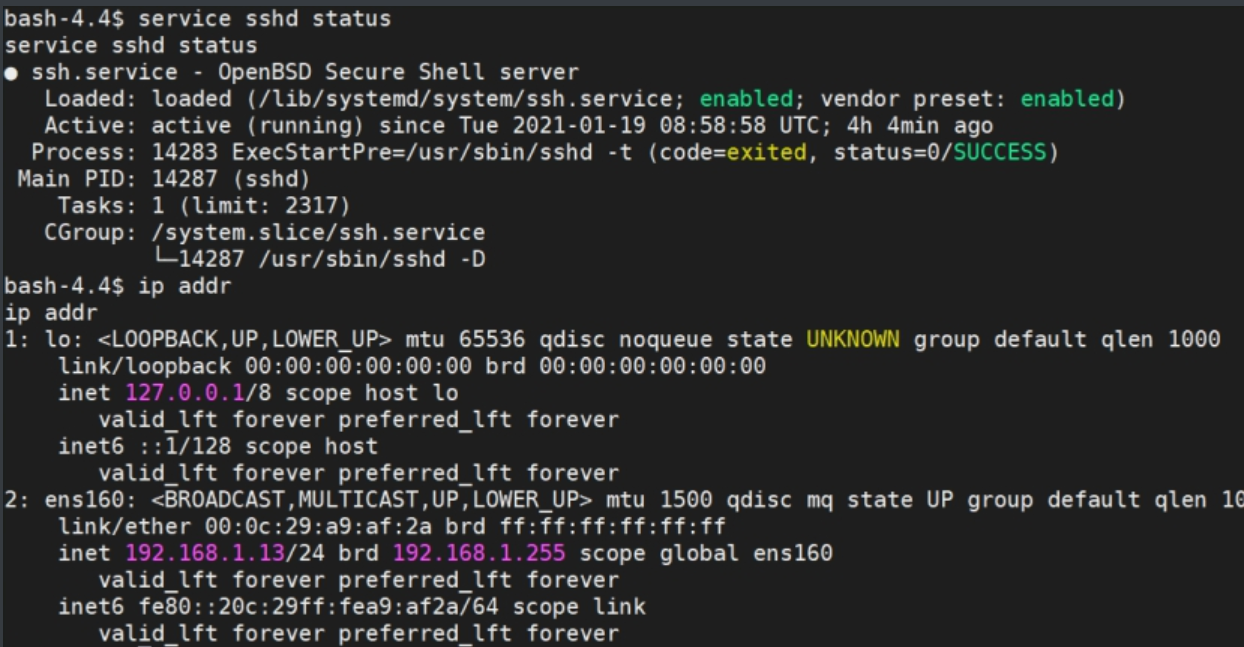 bash-4.4$ service sshd status
service sshd status
● ssh.service - OpenBSD Secure Shell server
   Loaded: loaded (/lib/systemd/system/ssh.service; enabled; vendor preset: enabled)
   Active: active (running) since Tue 2021-01-19 08:58:58 UTC; 4h 4min ago
  Process: 14283 ExecStartPre=/usr/sbin/sshd -t (code=exited, status=0/SUCCESS)
 Main PID: 14287 (sshd)
    Tasks: 1 (limit: 2317)
   CGroup: /system.slice/ssh.service
           └─14287 /usr/sbin/sshd -D
bash-4.4$ ip addr
ip addr
1: lo: <LOOPBACK,UP,LOWER_UP> mtu 65536 qdisc noqueue state UNKNOWN group default qlen 1000
    link/loopback 00:00:00:00:00:00 brd 00:00:00:00:00:00
    inet 127.0.0.1/8 scope host lo
       valid_lft forever preferred_lft forever
    inet6 ::1/128 scope host
       valid_lft forever preferred_lft forever
2: ens160: <BROADCAST,MULTICAST,UP,LOWER_UP> mtu 1500 qdisc mq state UP group default qlen 10
    link/ether 00:0c:29:a9:af:2a brd ff:ff:ff:ff:ff:ff
    inet 192.168.1.13/24 brd 192.168.1.255 scope global ens160
       valid_lft forever preferred_lft forever
    inet6 fe80::20c:29ff:fea9:af2a/64 scope link
       valid_lft forever preferred_lft forever